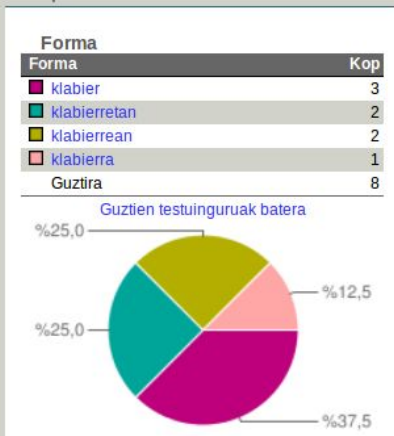 Forma
Forma Kop
klabier 3
klabierretan 2
klabierrean 2
klabierra 1
Guztira 8
Guztien testuinguruak batera
%25,0
%12,5
%25,0
%37,5